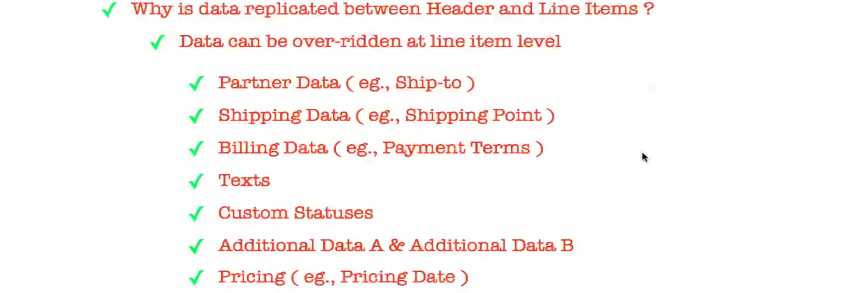 Why is data replicated between Header and Line Items ?
Data can be over-ridden at line item level
Partner Data ( eg., Ship-to )
Shipping Data ( eg., Shipping Point )
Billing Data ( eg., Payment Terms )
Texts
Custom Statuses
Additional Data A & Additional Data B
Pricing ( eg., Pricing Date )